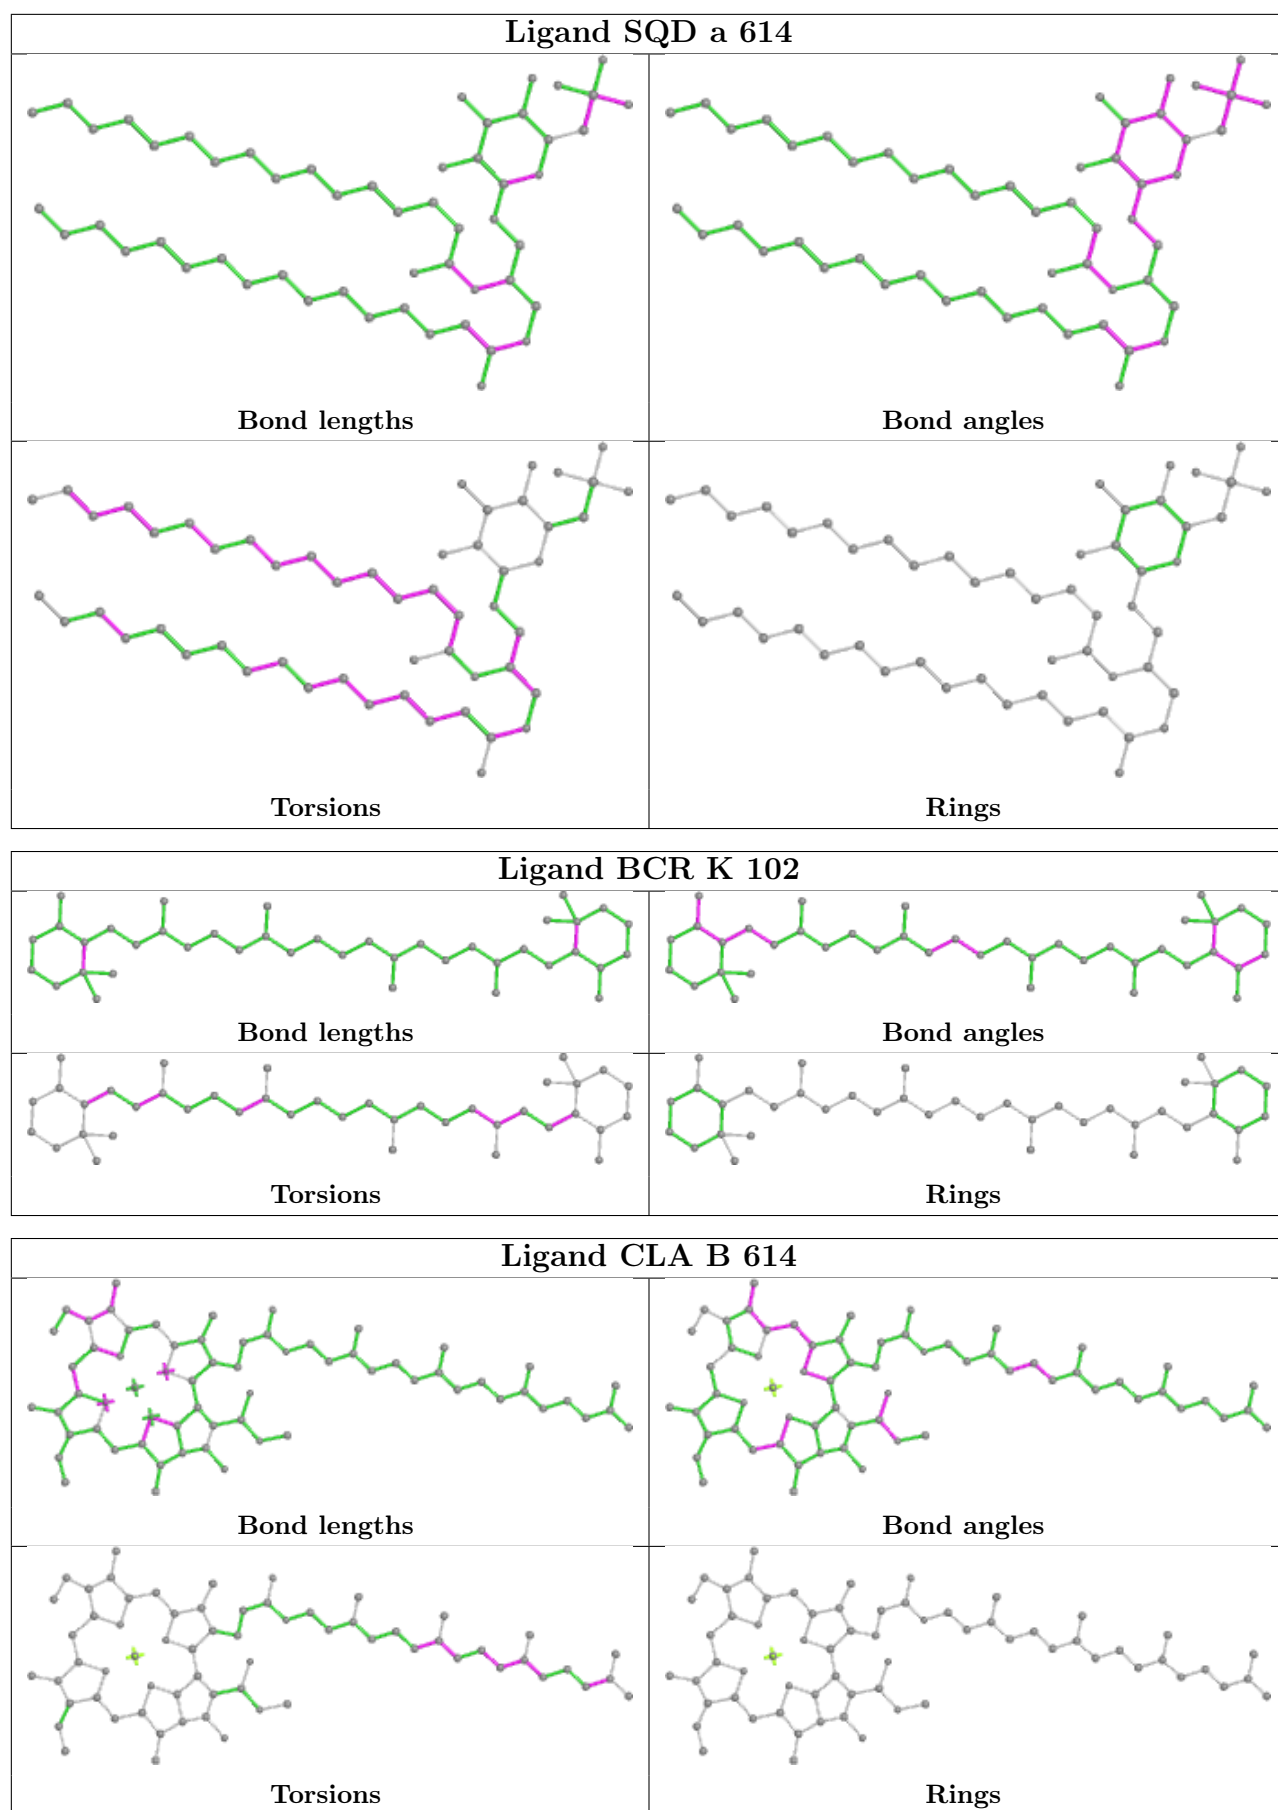 Ligand SQD a 614
Bond lengths
Bond angles
Torsions
Rings
Ligand BCR K 102
Bond lengths
Bond angles
Torsions
Rings
Ligand CLA B 614
Bond lengths
Bond angles
Torsions
Rings